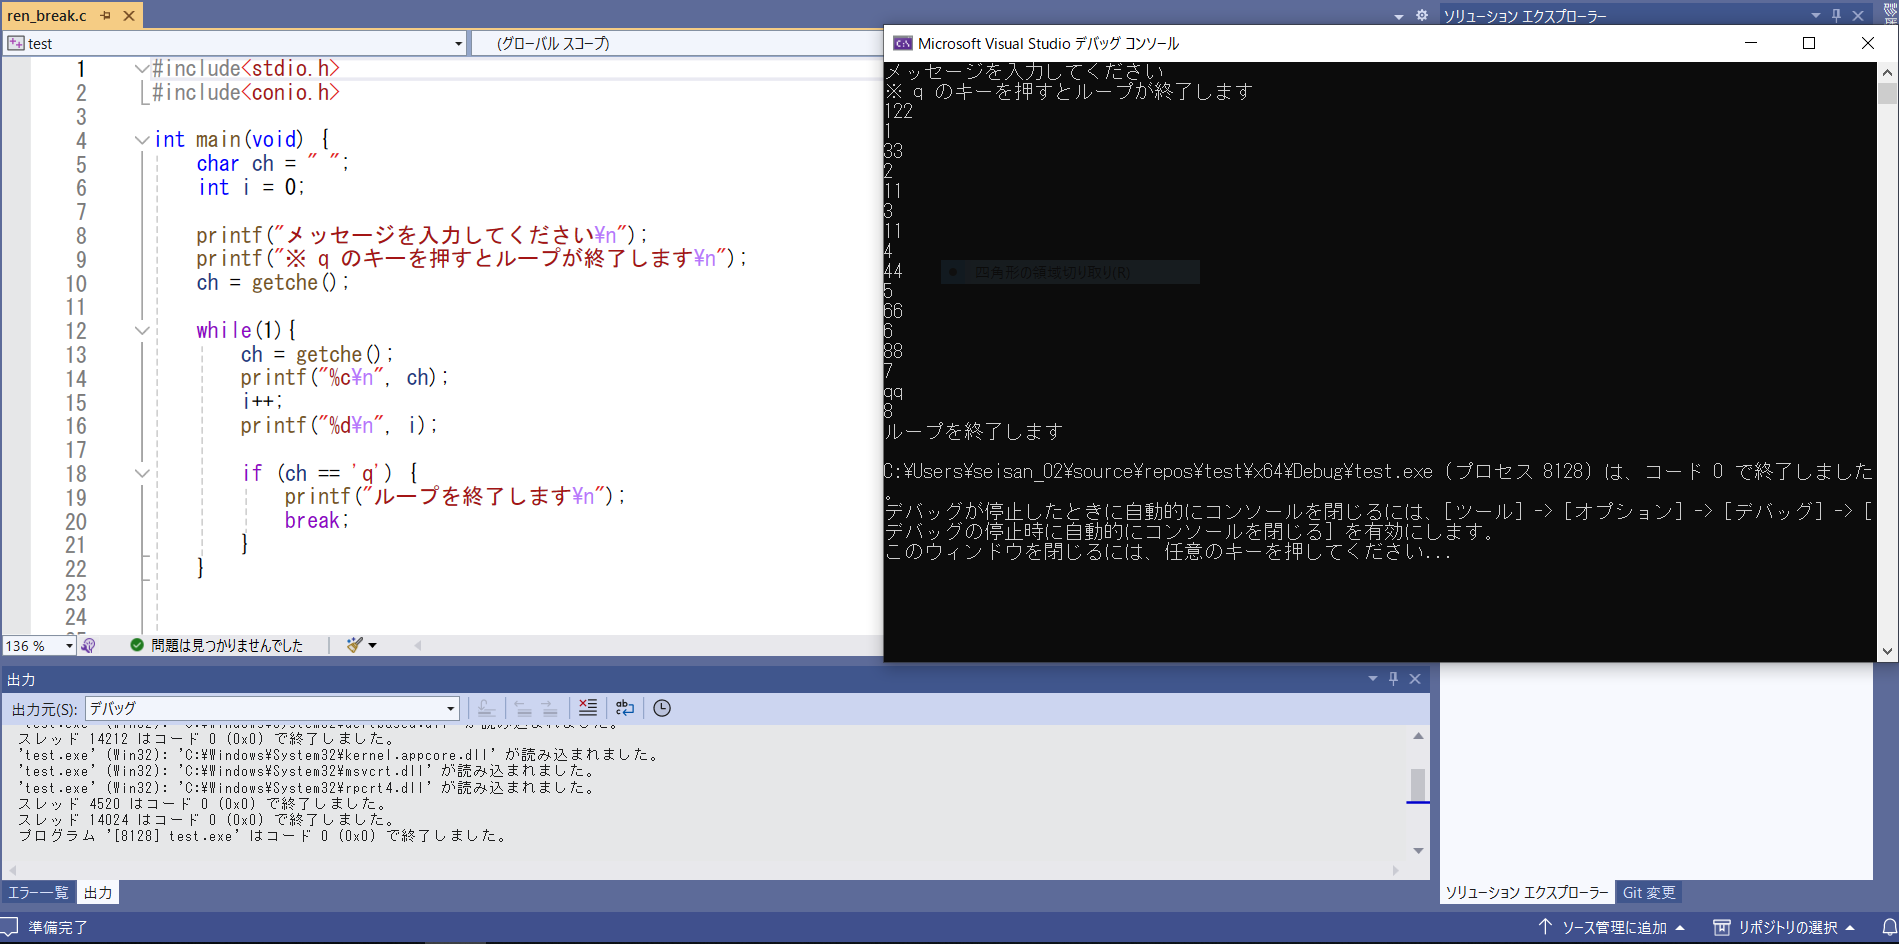 ren_break.c
ソリューション エクスプローラー
test
(グローバル スコープ)
1 #include<stdio.h>
2 #include<conio.h>
3
4 int main(void) {
5 char ch = " ";
6 int i = 0;
7
8 printf("メッセージを入力してください¥n");
9 printf("※ q のキーを押すとループが終了します¥n");
10 ch = getche();
11
12 while(1){
13 ch = getche();
14 printf("%c¥n", ch);
15 i++;
16 printf("%d¥n", i);
17
18 if (ch == 'q') {
19 printf("ループを終了します¥n");
20 break;
21 }
22 }
23
24
136 %
問題は見つかりませんでした
Microsoft Visual Studio デバッグ コンソール
メッセージを入力してください
※ q のキーを押すとループが終了します
122
1
33
2
11
3
11
4
44
5
66
6
88
7
qq
8
ループを終了します
四角形の領域切り取り(R)
C:¥Users¥seisan_02¥source¥repos¥test¥x64¥Debug¥test.exe (プロセス 8128) は、コード 0 で終了しました
。
デバッグが停止したときに自動的にコンソールを閉じるには、[ツール] -> [オプション] -> [デバッグ] -> [
デバッグの停止時に自動的にコンソールを閉じる] を有効にします。
このウィンドウを閉じるには、任意のキーを押してください...
出力
出力元(S): デバッグ
スレッド 14212 はコード 0 (0x0) で終了しました。
'test.exe' (Win32): 'C:¥Windows¥System32¥kernel.appcore.dll' が読み込まれました。
'test.exe' (Win32): 'C:¥Windows¥System32¥msvcrt.dll' が読み込まれました。
'test.exe' (Win32): 'C:¥Windows¥System32¥rpcrt4.dll' が読み込まれました。
スレッド 4520 はコード 0 (0x0) で終了しました。
スレッド 14024 はコード 0 (0x0) で終了しました。
プログラム '[8128] test.exe' はコード 0 (0x0) で終了しました。
エラー一覧 出力
ソリューション エクスプローラー Git 変更
準備完了
ソース管理に追加 リポジトリの選択